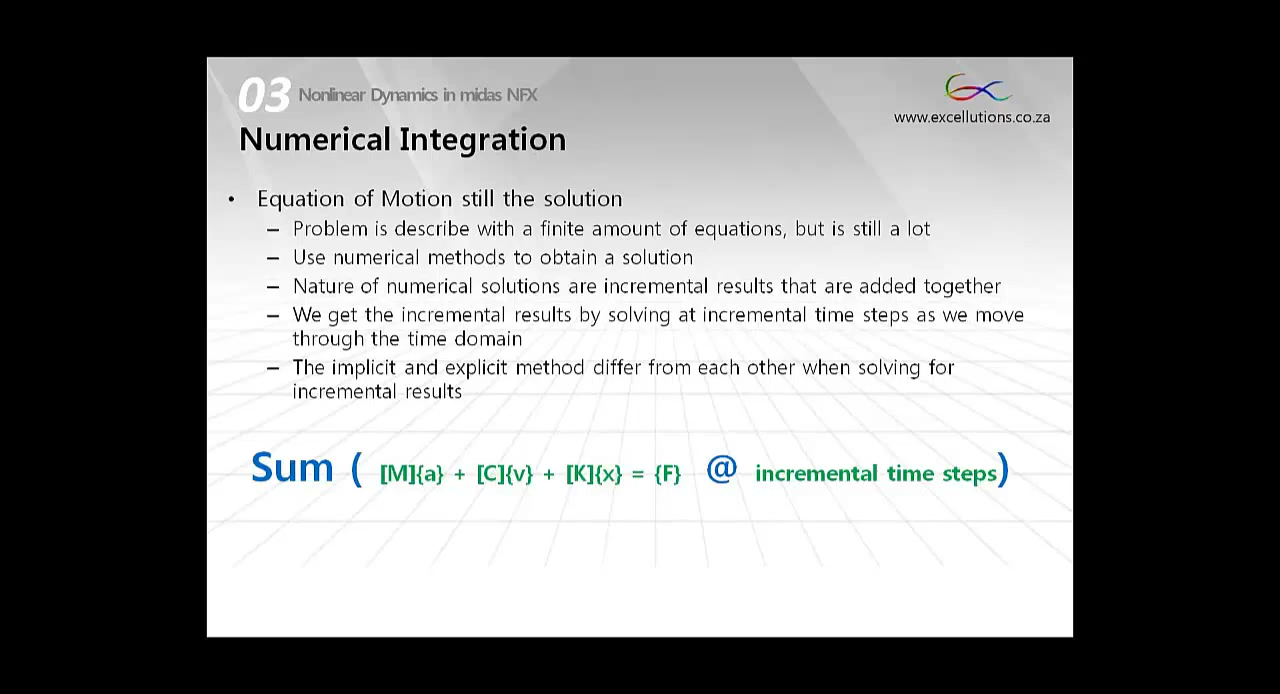 03 Nonlinear Dynamics in midas NFX
www.excellutions.co.za
Numerical Integration
• Equation of Motion still the solution
– Problem is describe with a finite amount of equations, but is still a lot
– Use numerical methods to obtain a solution
– Nature of numerical solutions are incremental results that are added together
– We get the incremental results by solving at incremental time steps as we move
through the time domain
– The implicit and explicit method differ from each other when solving for
incremental results
Sum ( [M]{a} + [C]{v} + [K]{x} = {F} @ incremental time steps)